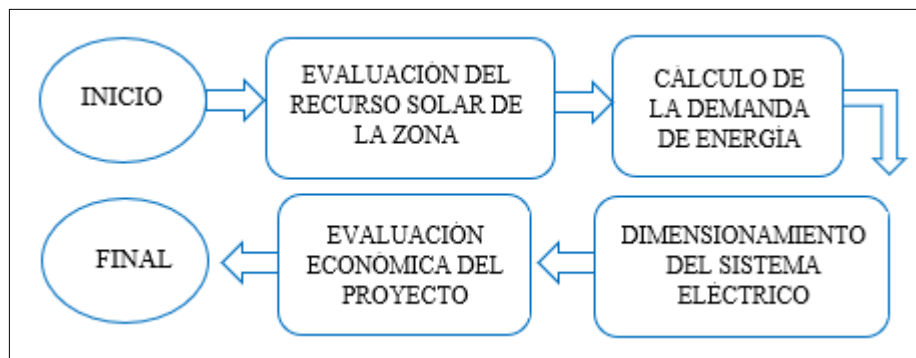 INICIO
EVALUACIÓN DEL
RECURSO SOLAR DE
LA ZONA
CÁLCULO DE
LA DEMANDA
DE ENERGÍA
DIMENSIONAMIENTO
DEL SISTEMA
ELÉCTRICO
EVALUACIÓN
ECONÓMICA DEL
PROYECTO
FINAL